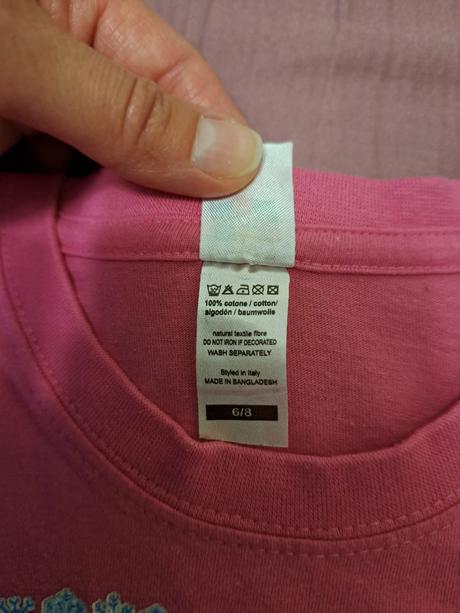 100% cotone / cotton/
algodón / baumwolle
natural textile fibre
DO NOT IRON IF DECORATED
WASH SEPARATELY
Styled in Italy
MADE IN BANGLADESH
6/8